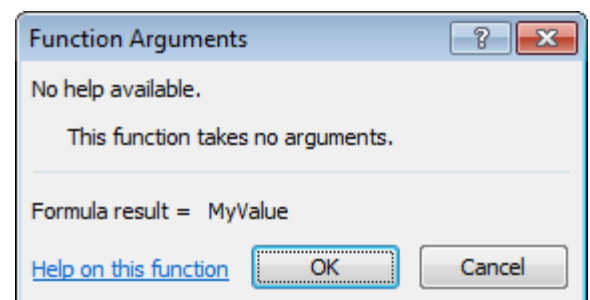 Function Arguments
No help available.
This function takes no arguments.
Formula result = MyValue
Help on this function OK Cancel